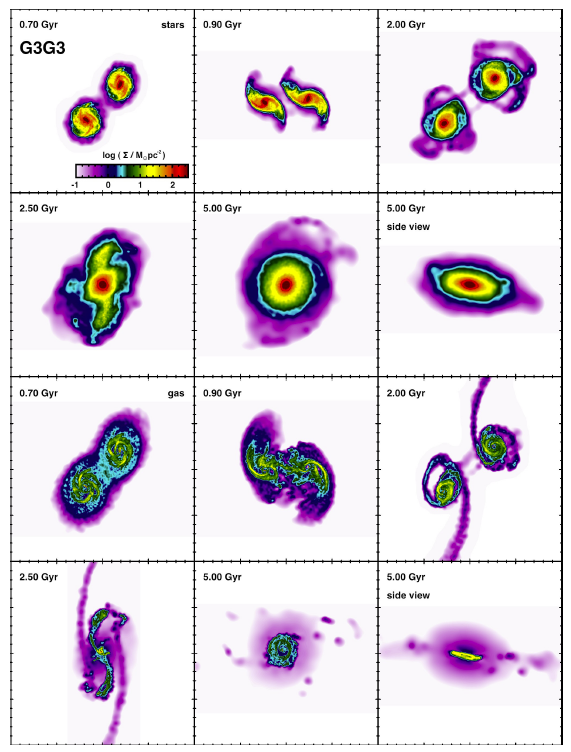 0.70 Gyr stars
G3G3
log ( Σ / M☉pc⁻² )
-1 0 1 2
0.90 Gyr
2.00 Gyr
2.50 Gyr
5.00 Gyr
5.00 Gyr
side view
0.70 Gyr gas
0.90 Gyr
2.00 Gyr
2.50 Gyr
5.00 Gyr
5.00 Gyr
side view